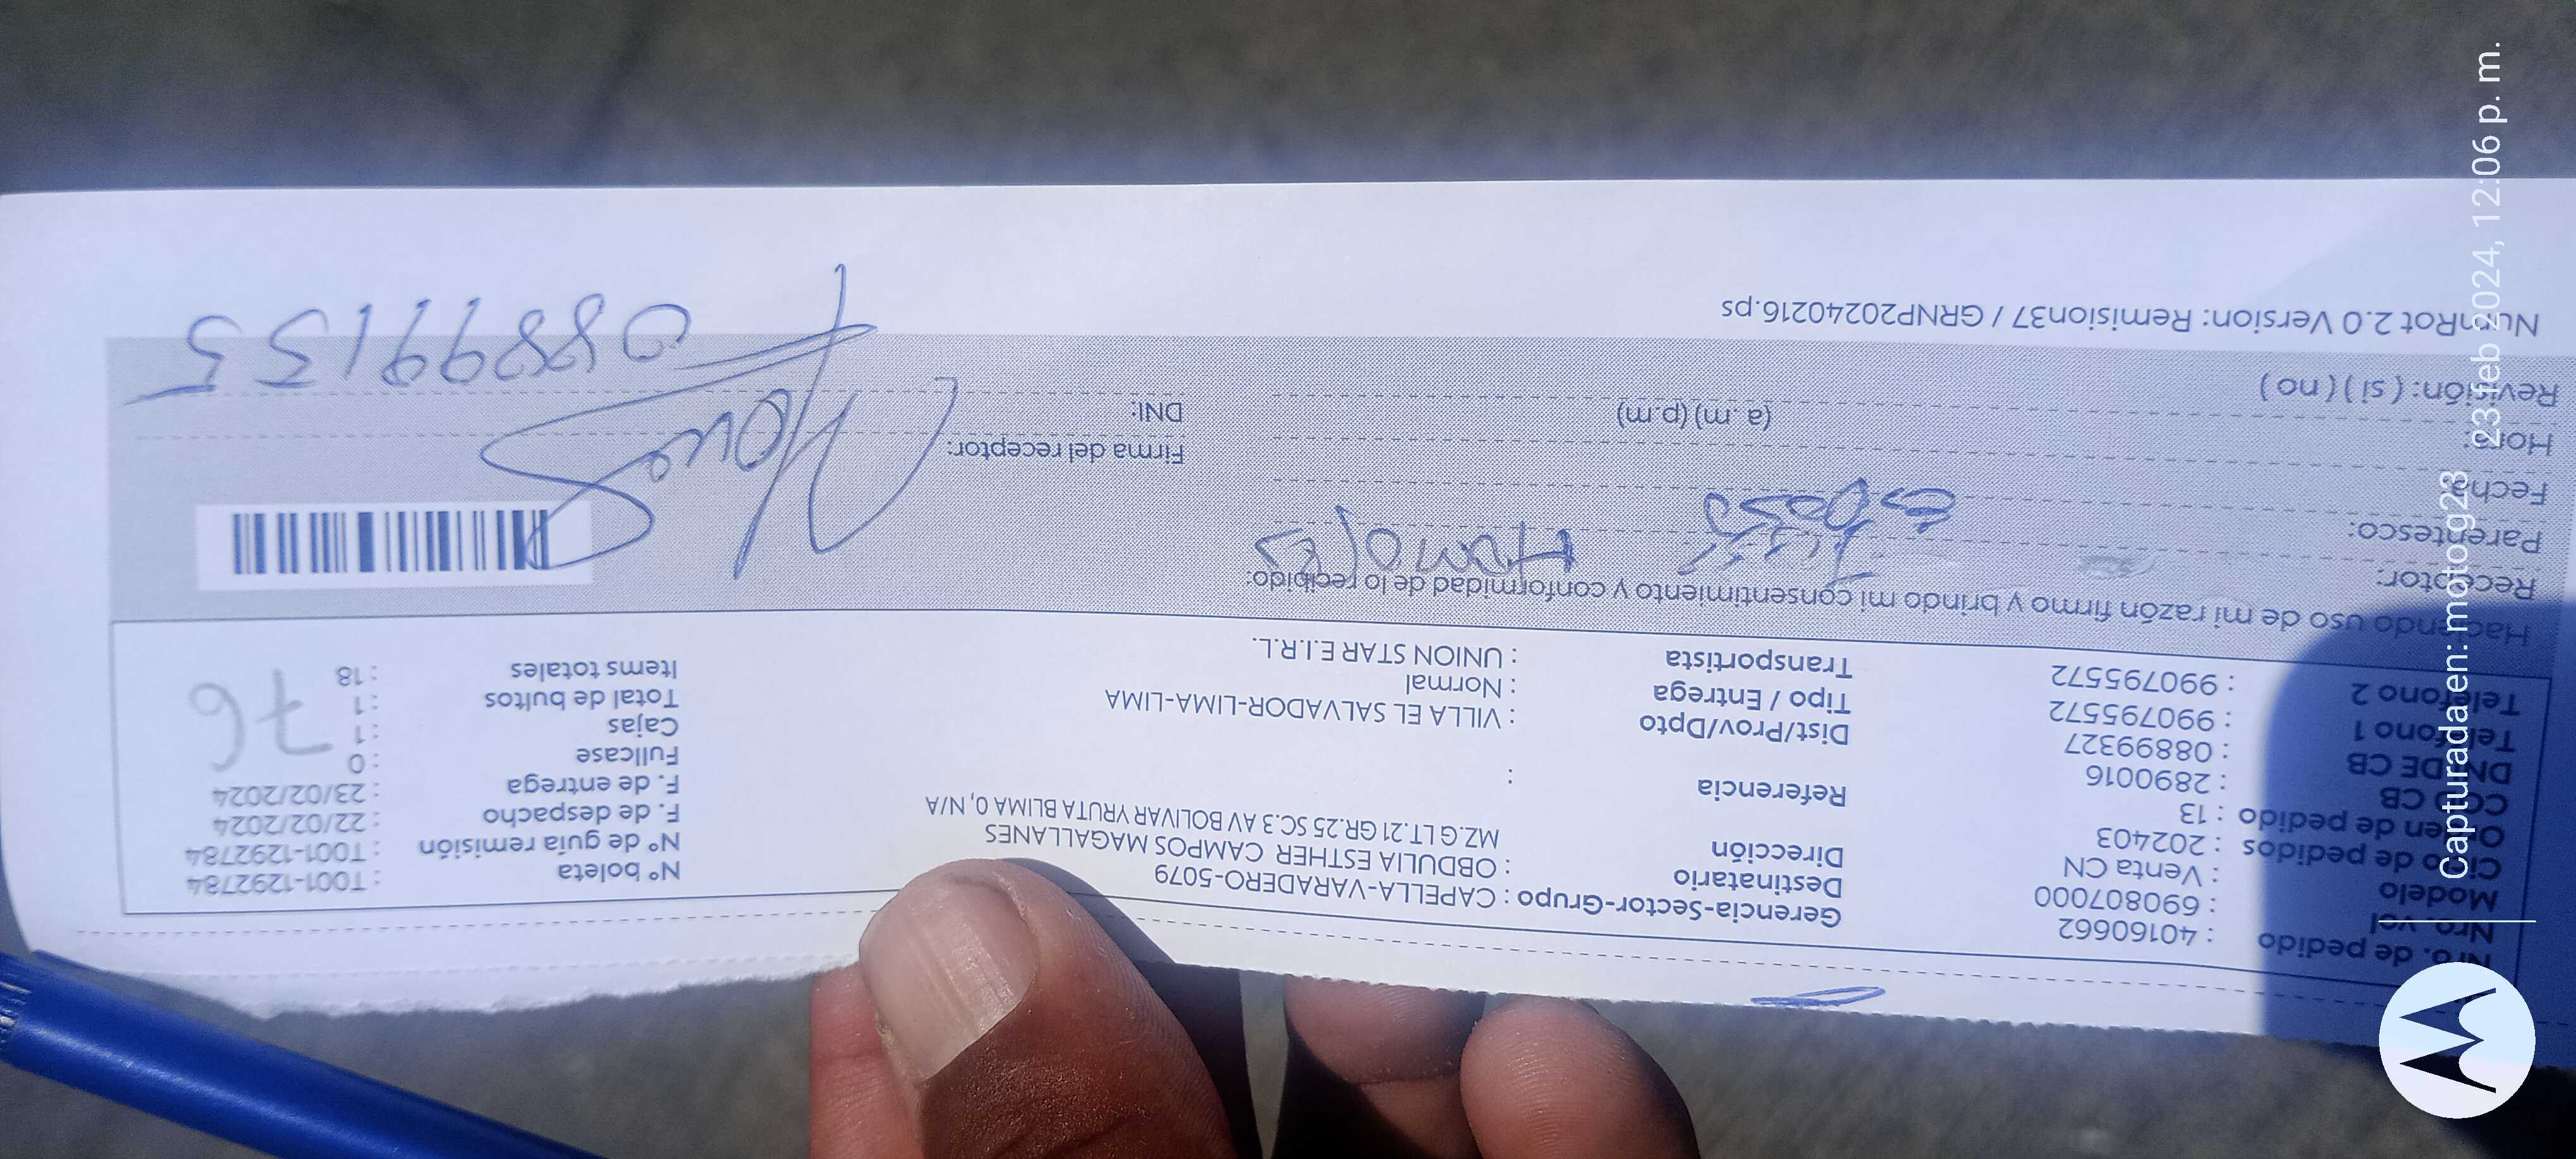 Nro. de pedido : 40160662
Nro. vol : 690807000
Modelo : Venta CN
Ciclo de pedidos : 202403
Orden de pedido : 13
COD CB : 2890016
DNI DE CB : 08899327
Teléfono 1 : 990795572
Teléfono 2 : 990795572
Gerencia-Sector-Grupo : CAPELLA-VARADERO-5079
Destinatario : OBDULIA ESTHER CAMPOS MAGALLANES
Dirección MZ.G LT.21 GR.25 SC.3 AV BOLIVAR YRUTA BLIMA 0, N/A
Referencia :
Dist/Prov/Dpto : VILLA EL SALVADOR-LIMA-LIMA
Tipo / Entrega : Normal
Transportista : UNION STAR E.I.R.L.
N° boleta : T001-1292784
N° de guía remisión : T001-1292784
F. de despacho : 22/02/2024
F. de entrega : 23/02/2024
Fullcase : 0
Cajas : 1
Total de bultos : 1
Items totales : 18
76
Haciendo uso de mi razón firmo y brindo mi consentimiento y conformidad de lo recibido:
Receptor:
Parentesco: Esposo
Fecha:
Hora: (a .m) (p.m)
Revisión: ( si ) ( no )
Firma del receptor:
DNI: 08899135
NunRot 2.0 Version: Remision37 / GRNP20240216.ps
Capturada en: motog23
23 feb 2024, 12:06 p. m.